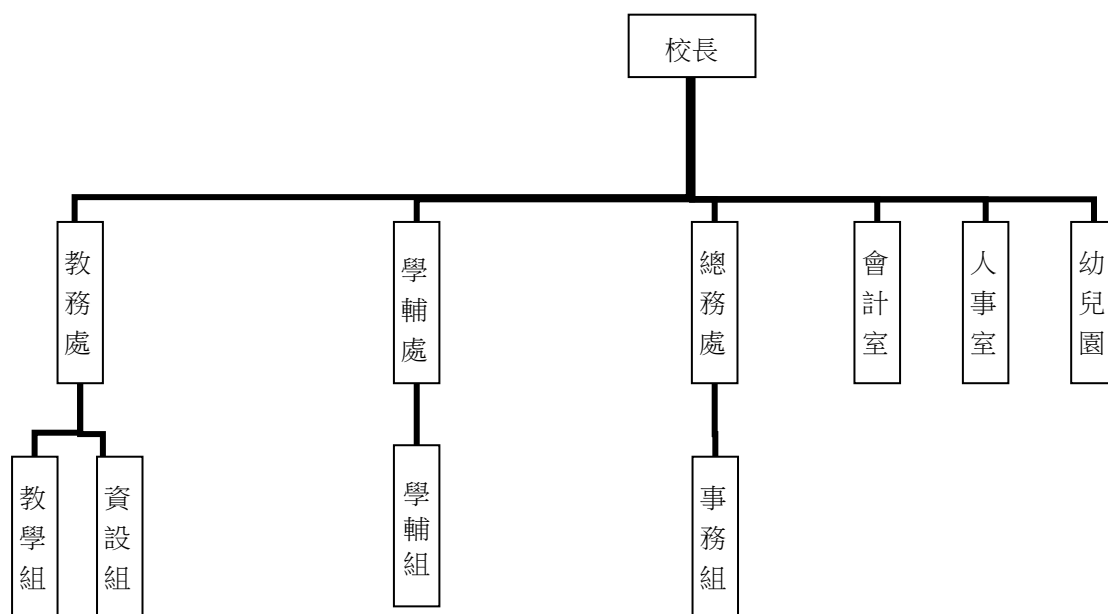 校長
教務處
學輔處
總務處
會計室
人事室
幼兒園
教學組
資設組
學輔組
事務組